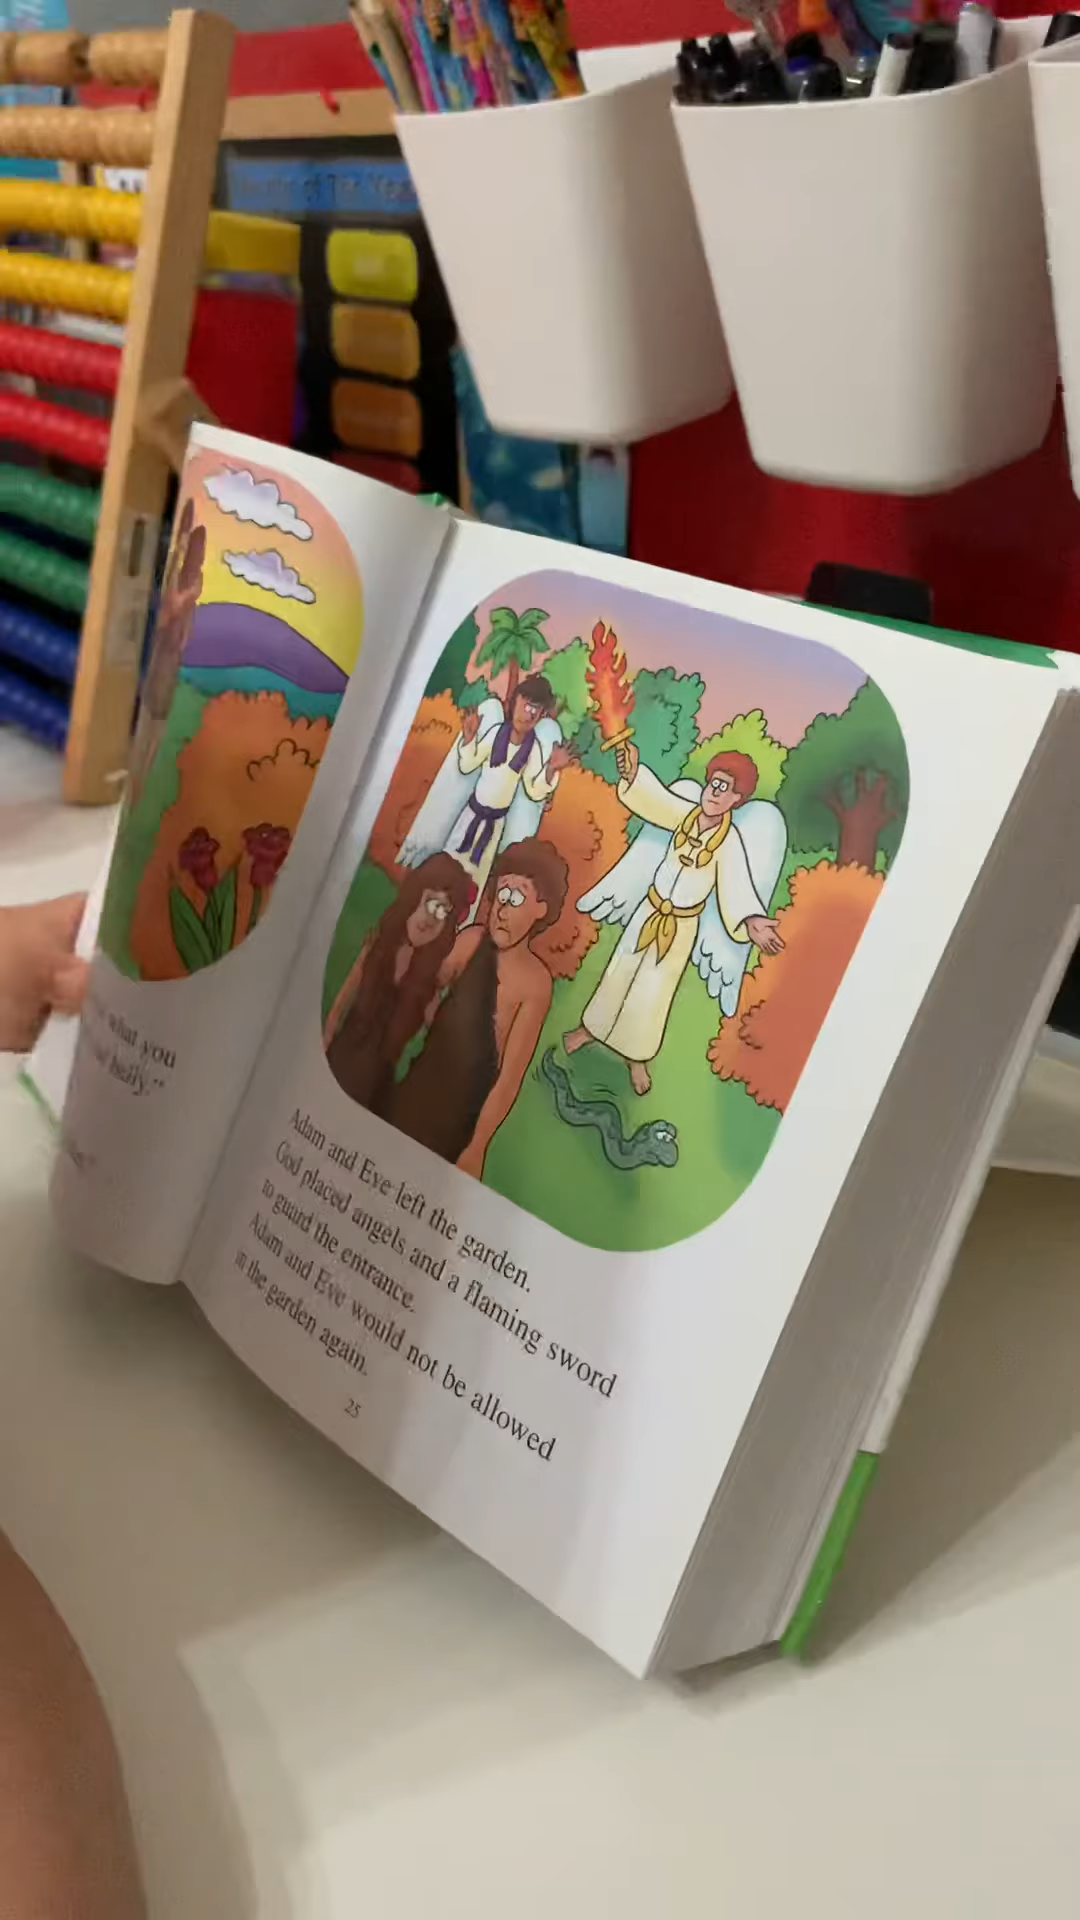 what you
belly."
Adam and Eve left the garden.
God placed angels and a flaming sword
to guard the entrance.
Adam and Eve would not be allowed
in the garden again.
25